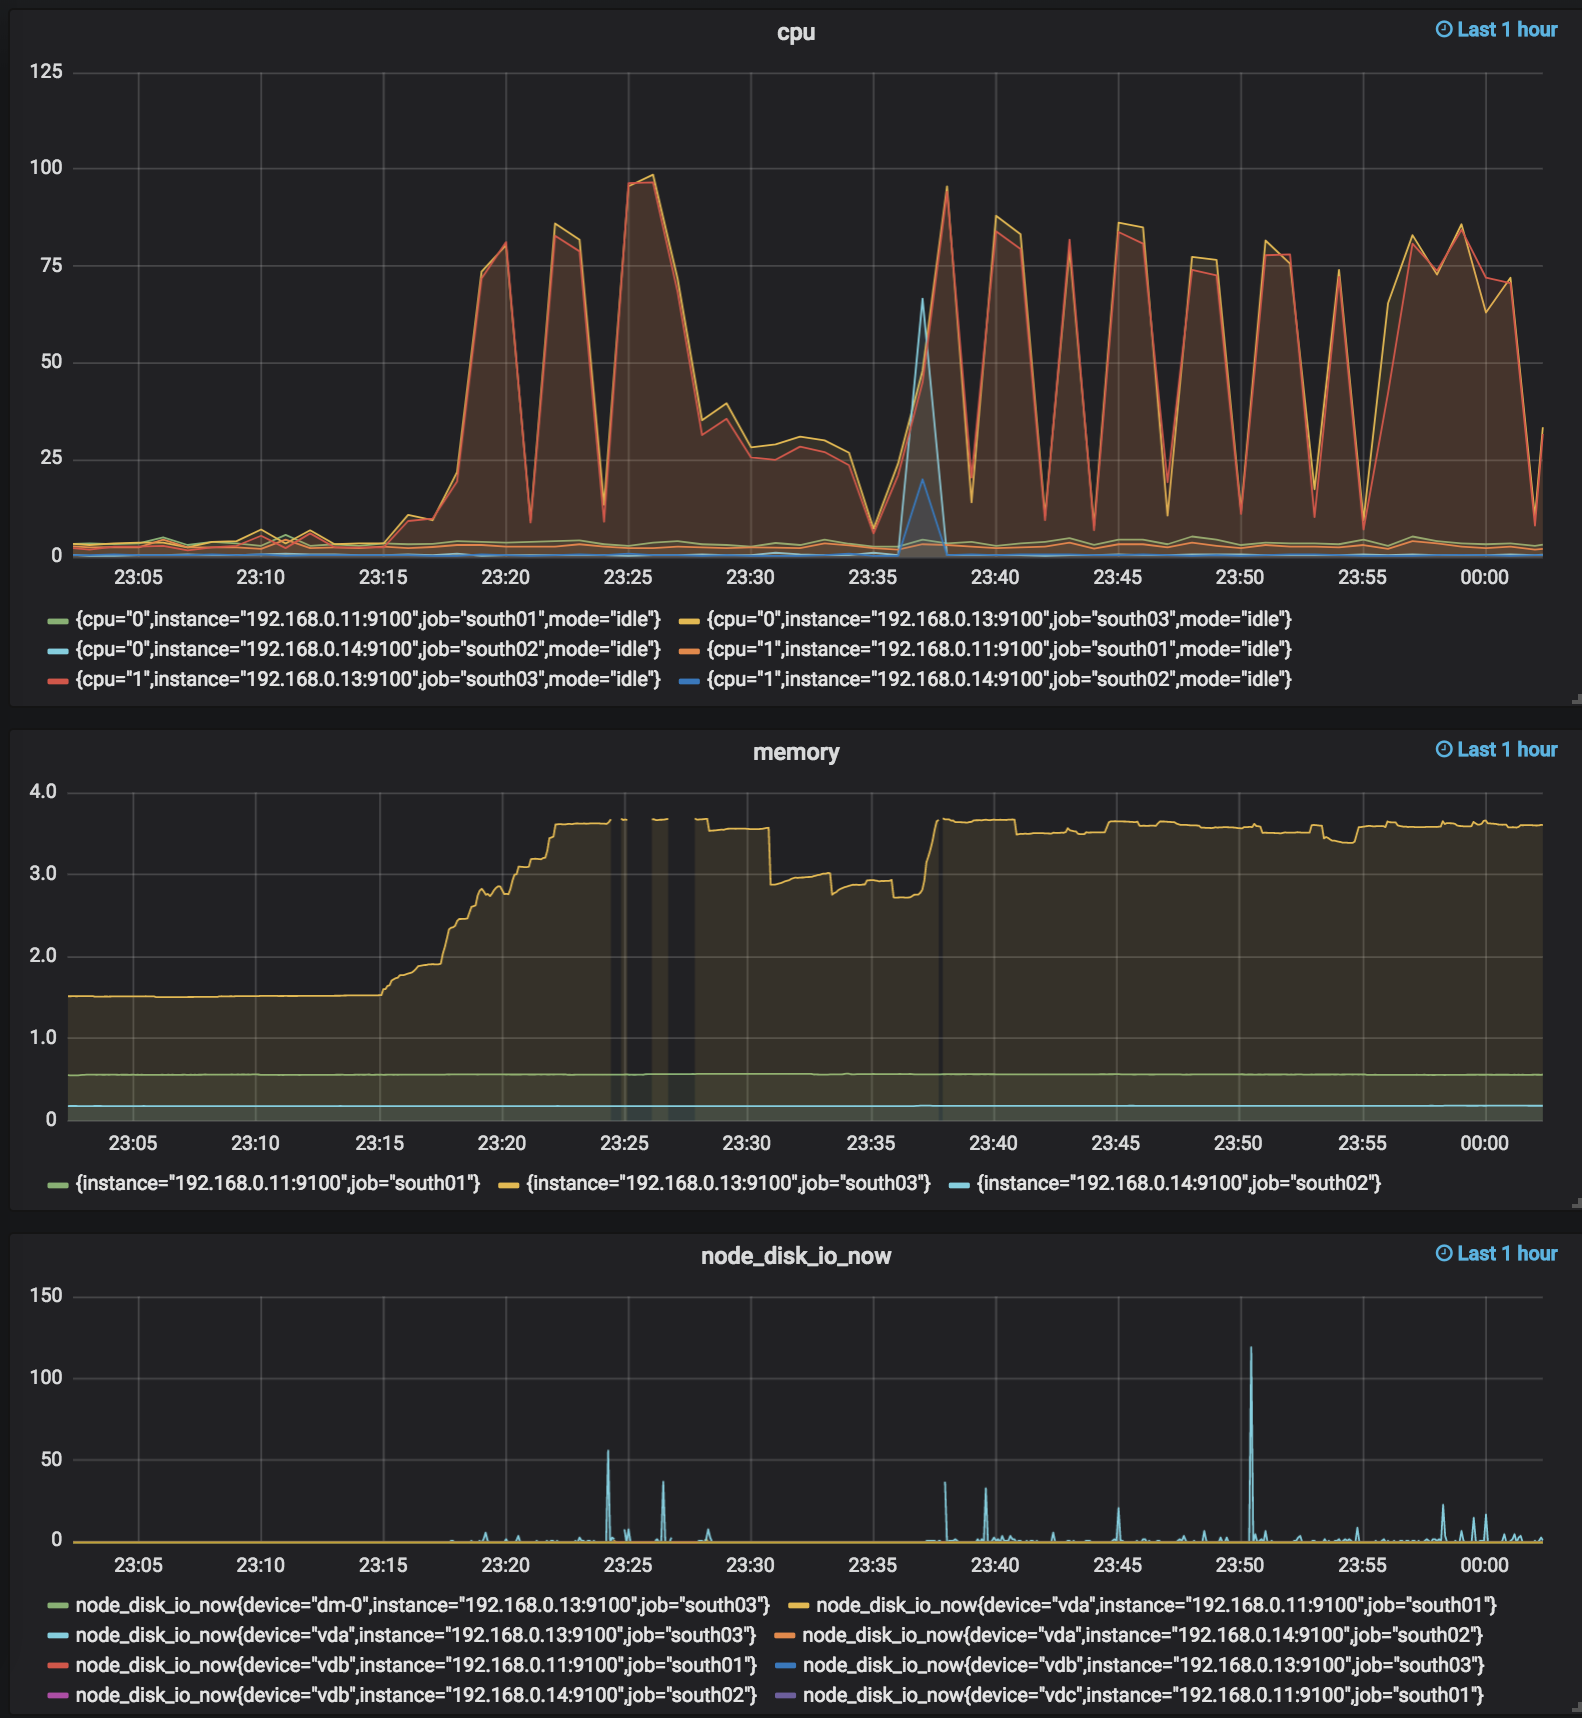 cpu
Last 1 hour
125
100
75
50
25
0
23:05 23:10 23:15 23:20 23:25 23:30 23:35 23:40 23:45 23:50 23:55 00:00
{cpu="0",instance="192.168.0.11:9100",job="south01",mode="idle"} {cpu="0",instance="192.168.0.13:9100",job="south03",mode="idle"}
{cpu="0",instance="192.168.0.14:9100",job="south02",mode="idle"} {cpu="1",instance="192.168.0.11:9100",job="south01",mode="idle"}
{cpu="1",instance="192.168.0.13:9100",job="south03",mode="idle"} {cpu="1",instance="192.168.0.14:9100",job="south02",mode="idle"}
memory
Last 1 hour
4.0
3.0
2.0
1.0
0
23:05 23:10 23:15 23:20 23:25 23:30 23:35 23:40 23:45 23:50 23:55 00:00
{instance="192.168.0.11:9100",job="south01"} {instance="192.168.0.13:9100",job="south03"} {instance="192.168.0.14:9100",job="south02"}
node_disk_io_now
Last 1 hour
150
100
50
0
23:05 23:10 23:15 23:20 23:25 23:30 23:35 23:40 23:45 23:50 23:55 00:00
node_disk_io_now{device="dm-0",instance="192.168.0.13:9100",job="south03"} node_disk_io_now{device="vda",instance="192.168.0.11:9100",job="south01"}
node_disk_io_now{device="vda",instance="192.168.0.13:9100",job="south03"} node_disk_io_now{device="vda",instance="192.168.0.14:9100",job="south02"}
node_disk_io_now{device="vdb",instance="192.168.0.11:9100",job="south01"} node_disk_io_now{device="vdb",instance="192.168.0.13:9100",job="south03"}
node_disk_io_now{device="vdb",instance="192.168.0.14:9100",job="south02"} node_disk_io_now{device="vdc",instance="192.168.0.11:9100",job="south01"}